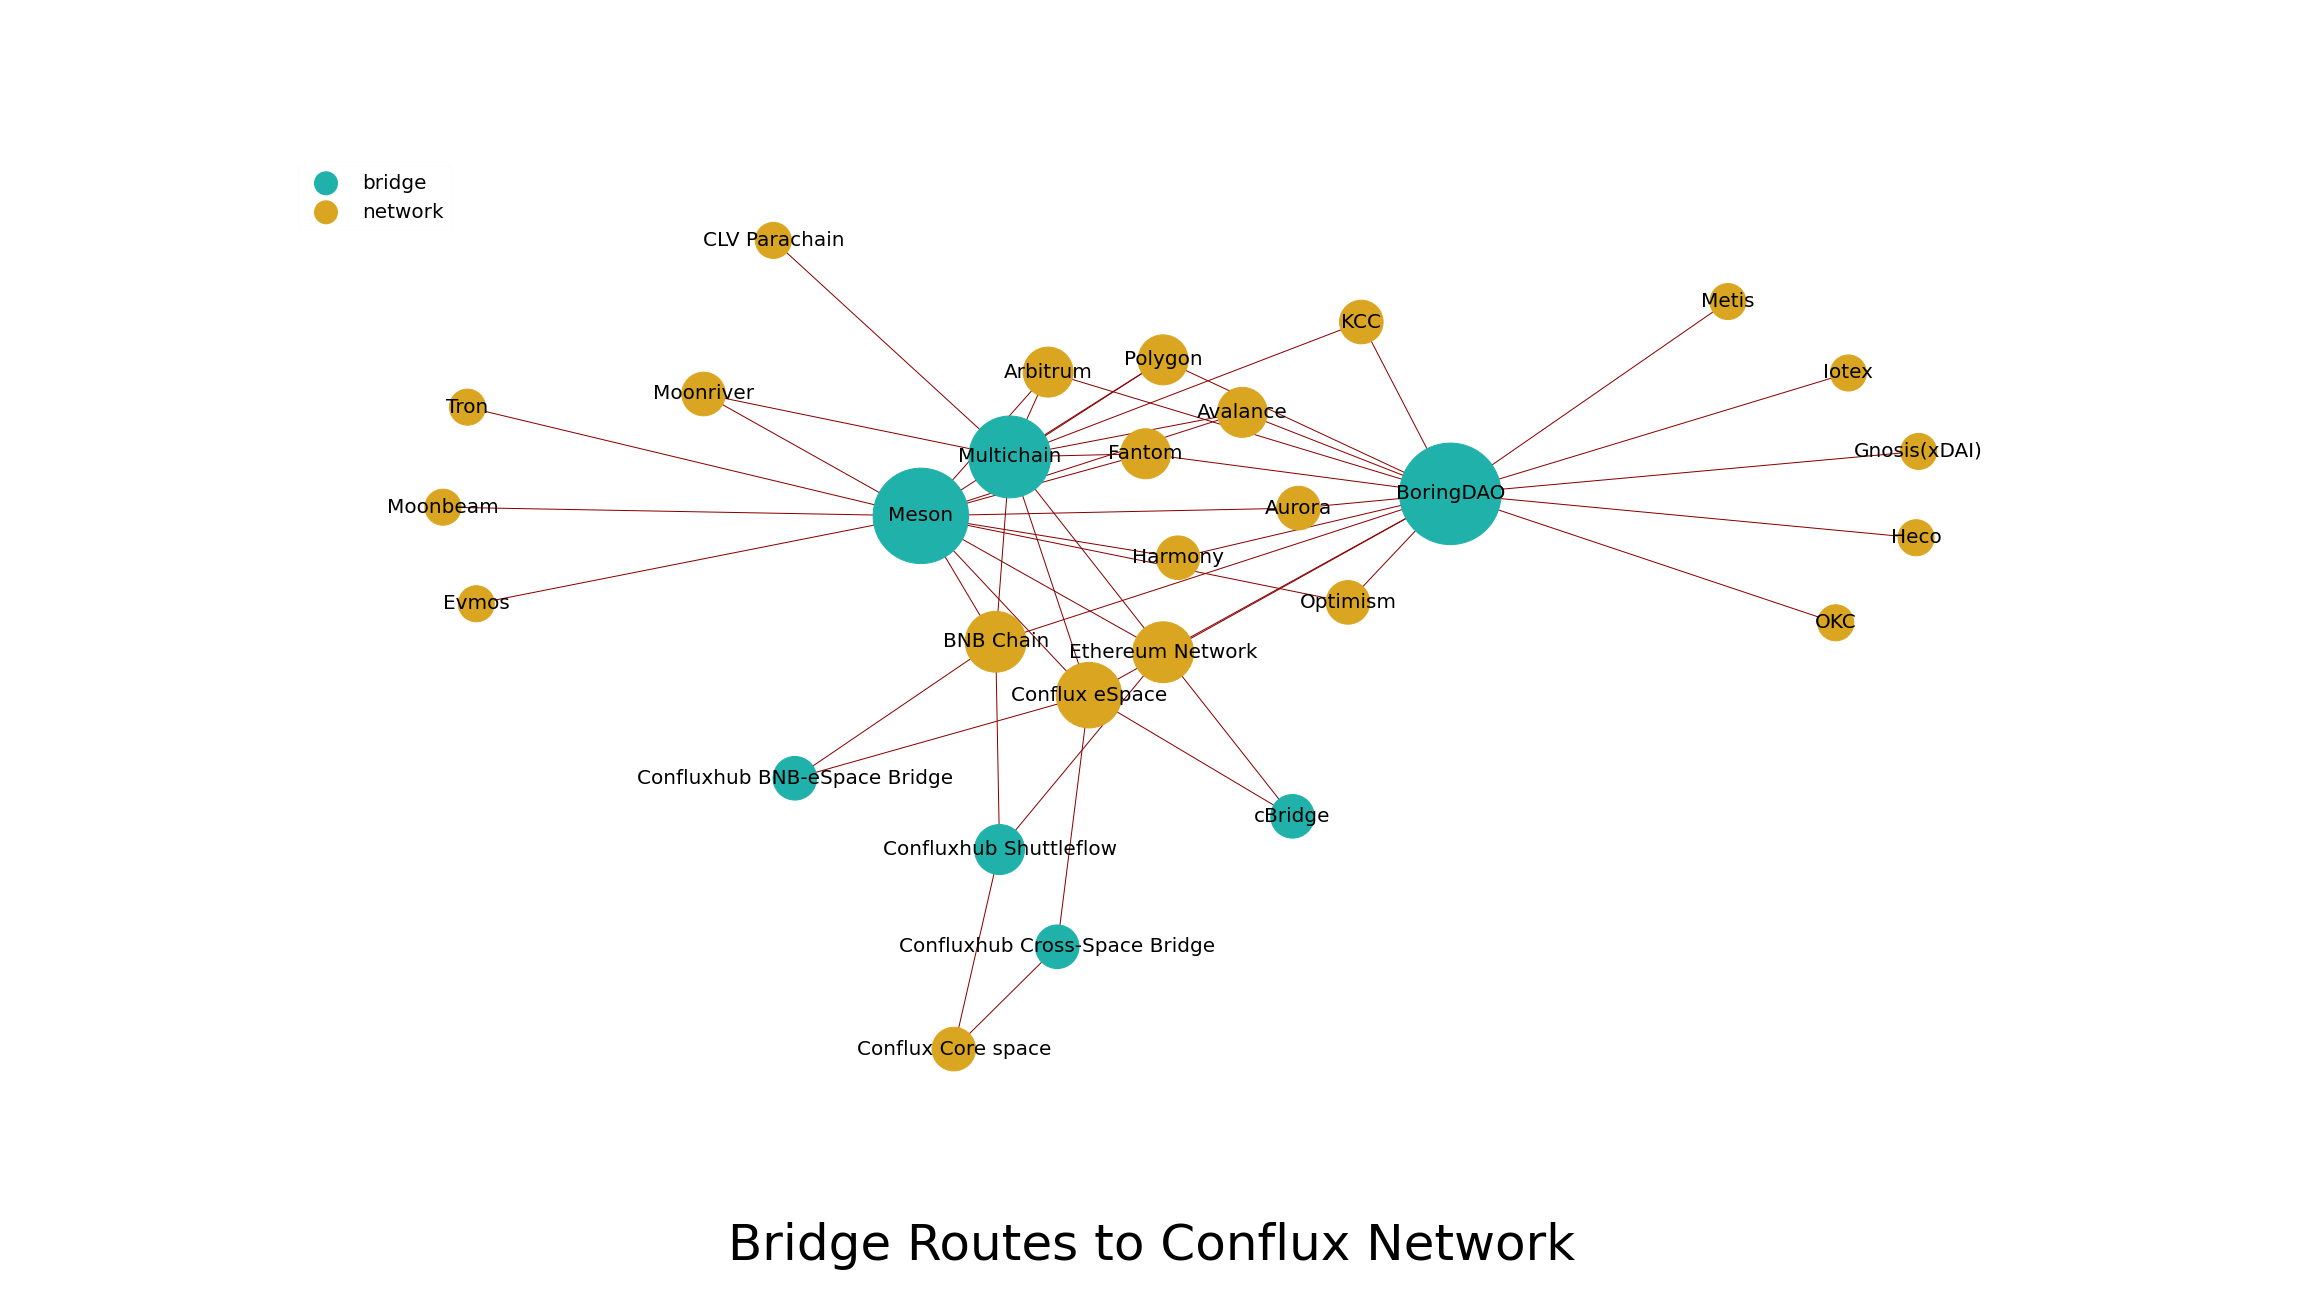 bridge
network
CLV Parachain
Metis
KCC
Polygon
Arbitrum
Iotex
Moonriver
Tron
Avalance
Gnosis(xDAI)
Fantom
Multichain
BoringDAO
Moonbeam
Aurora
Meson
Heco
Harmony
Evmos
Optimism
OKC
BNB Chain
Ethereum Network
Conflux eSpace
Confluxhub BNB-eSpace Bridge
cBridge
Confluxhub Shuttleflow
Confluxhub Cross-Space Bridge
Conflux Core space
Bridge Routes to Conflux Network